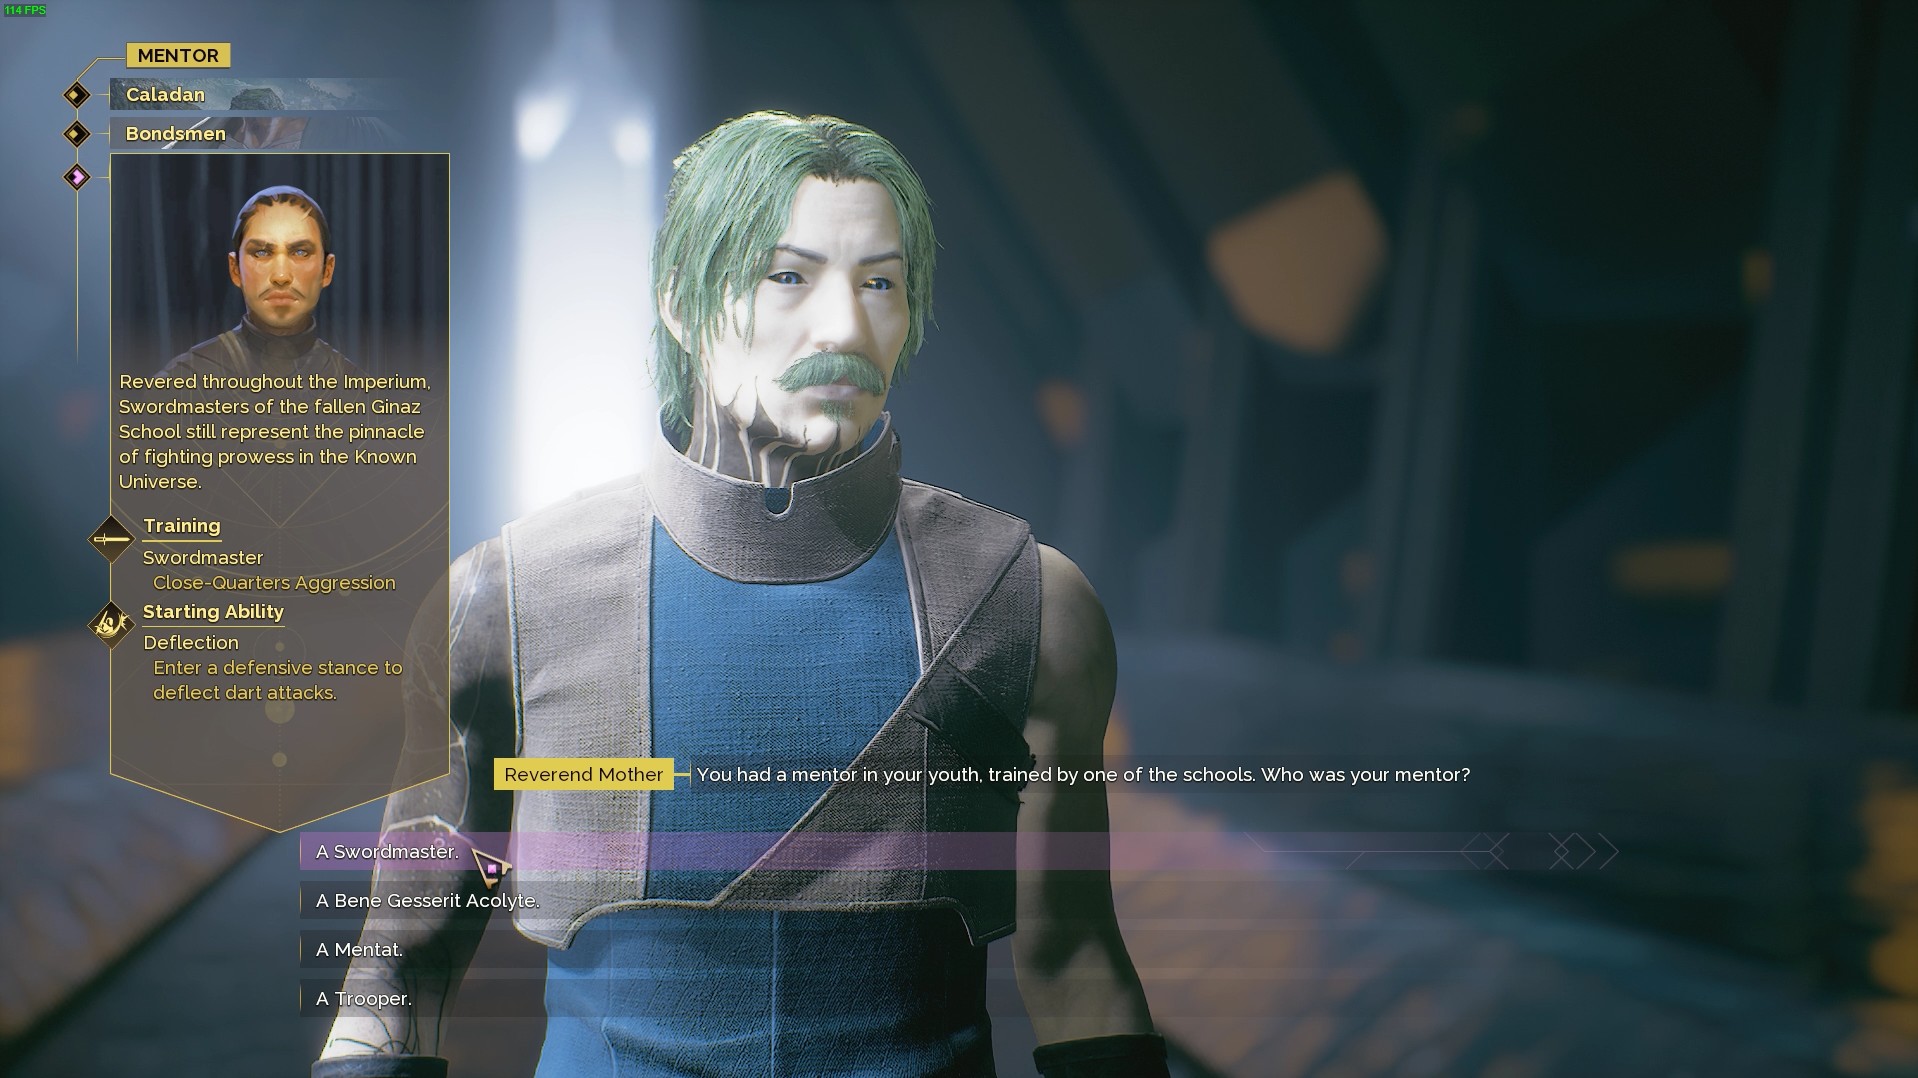 114 FPS
MENTOR
Caladan
Bondsmen
Revered throughout the Imperium,
Swordmasters of the fallen Ginaz
School still represent the pinnacle
of fighting prowess in the Known
Universe.
Training
Swordmaster
Close-Quarters Aggression
Starting Ability
Deflection
Enter a defensive stance to
deflect dart attacks.
Reverend Mother
You had a mentor in your youth, trained by one of the schools. Who was your mentor?
A Swordmaster.
A Bene Gesserit Acolyte.
A Mentat.
A Trooper.